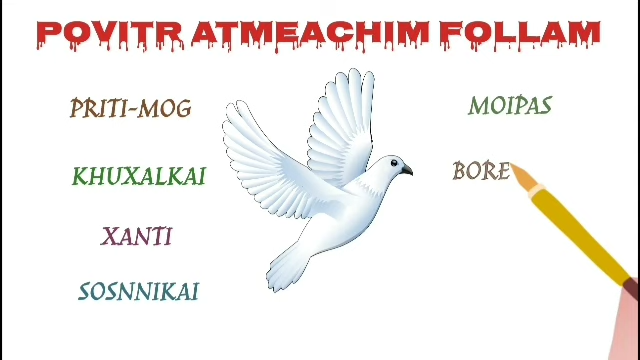 POVITR ATMEACHIM FOLLAM
PRITI-MOG
KHUXALKAI
XANTI
SOSNNIKAI
MOIPAS
BORE